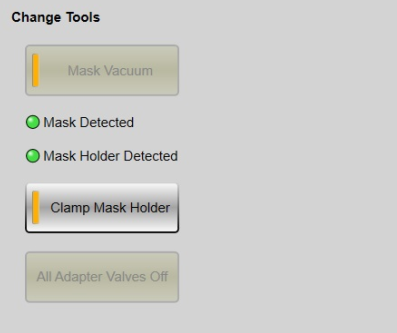 Change Tools
Mask Vacuum
Mask Detected
Mask Holder Detected
Clamp Mask Holder
All Adapter Valves Off